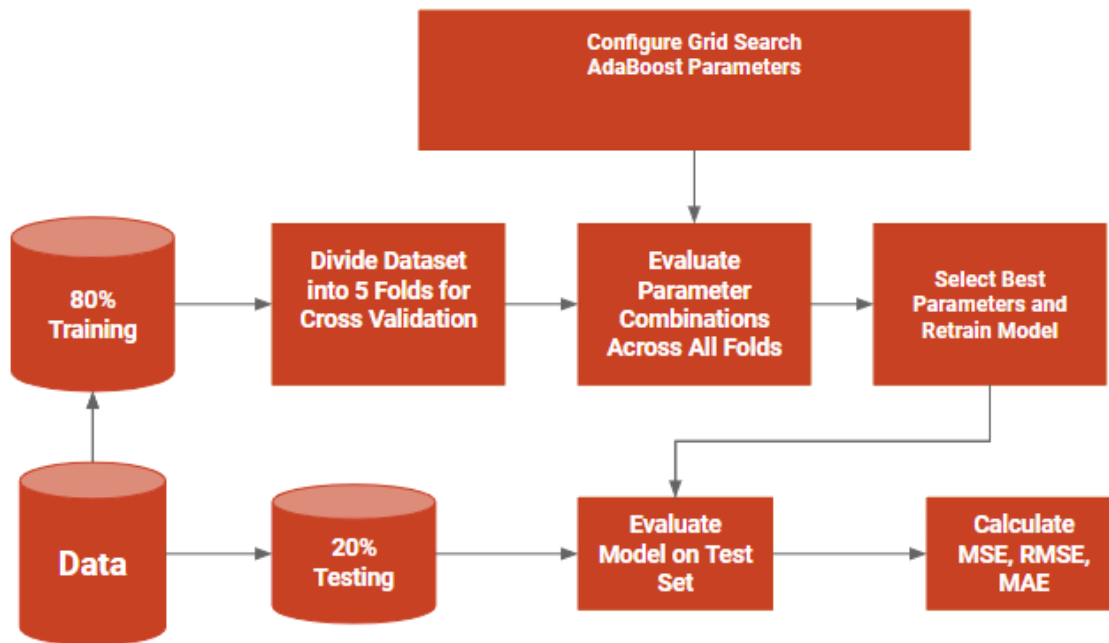 Configure Grid Search
AdaBoost Parameters
80%
Training
Divide Dataset
into 5 Folds for
Cross Validation
Evaluate
Parameter
Combinations
Across All Folds
Select Best
Parameters and
Retrain Model
Data
20%
Testing
Evaluate
Model on Test
Set
Calculate
MSE, RMSE,
MAE